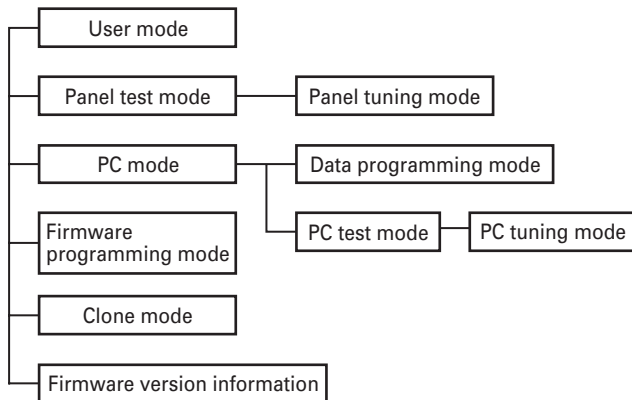 User mode
Panel test mode
Panel tuning mode
PC mode
Data programming mode
PC test mode
PC tuning mode
Firmware
programming mode
Clone mode
Firmware version information